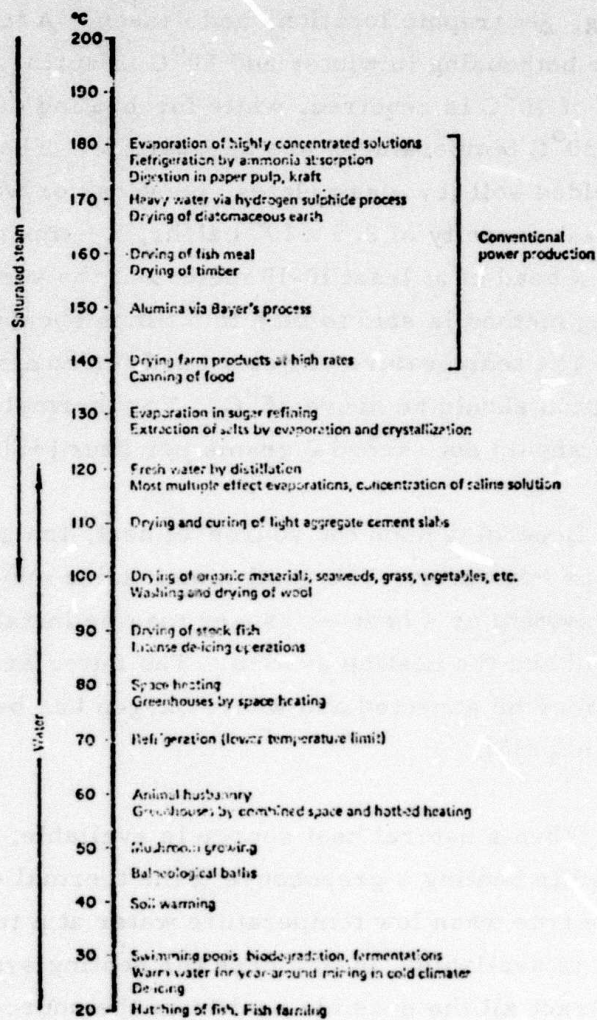 °C
200
190
180 Evaporation of highly concentrated solutions
Refrigeration by ammonia absorption
Digestion in paper pulp, kraft
170 Heavy water via hydrogen sulphide process
Drying of diatomaceous earth
Conventional
power production
160 Drying of fish meal
Drying of timber
150 Alumina via Bayer's process
140 Drying farm products at high rates
Canning of food
130 Evaporation in sugar refining
Extraction of salts by evaporation and crystallization
120 Fresh water by distillation
Most multiple effect evaporations, concentration of saline solution
110 Drying and curing of light aggregate cement slabs
100 Drying of organic materials, seaweeds, grass, vegetables, etc.
Washing and drying of wool
90 Drying of stock fish
Intense de-icing operations
80 Space heating
Greenhouses by space heating
70 Refrigeration (lower temperature limit)
60 Animal husbandry
Greenhouses by combined space and hotbed heating
50 Mushroom growing
Balneological baths
40 Soil warming
30 Swimming pools, biodegradation, fermentations
Warm water for year-around mining in cold climates
De-icing
20 Hatching of fish. Fish farming
Saturated steam
Water